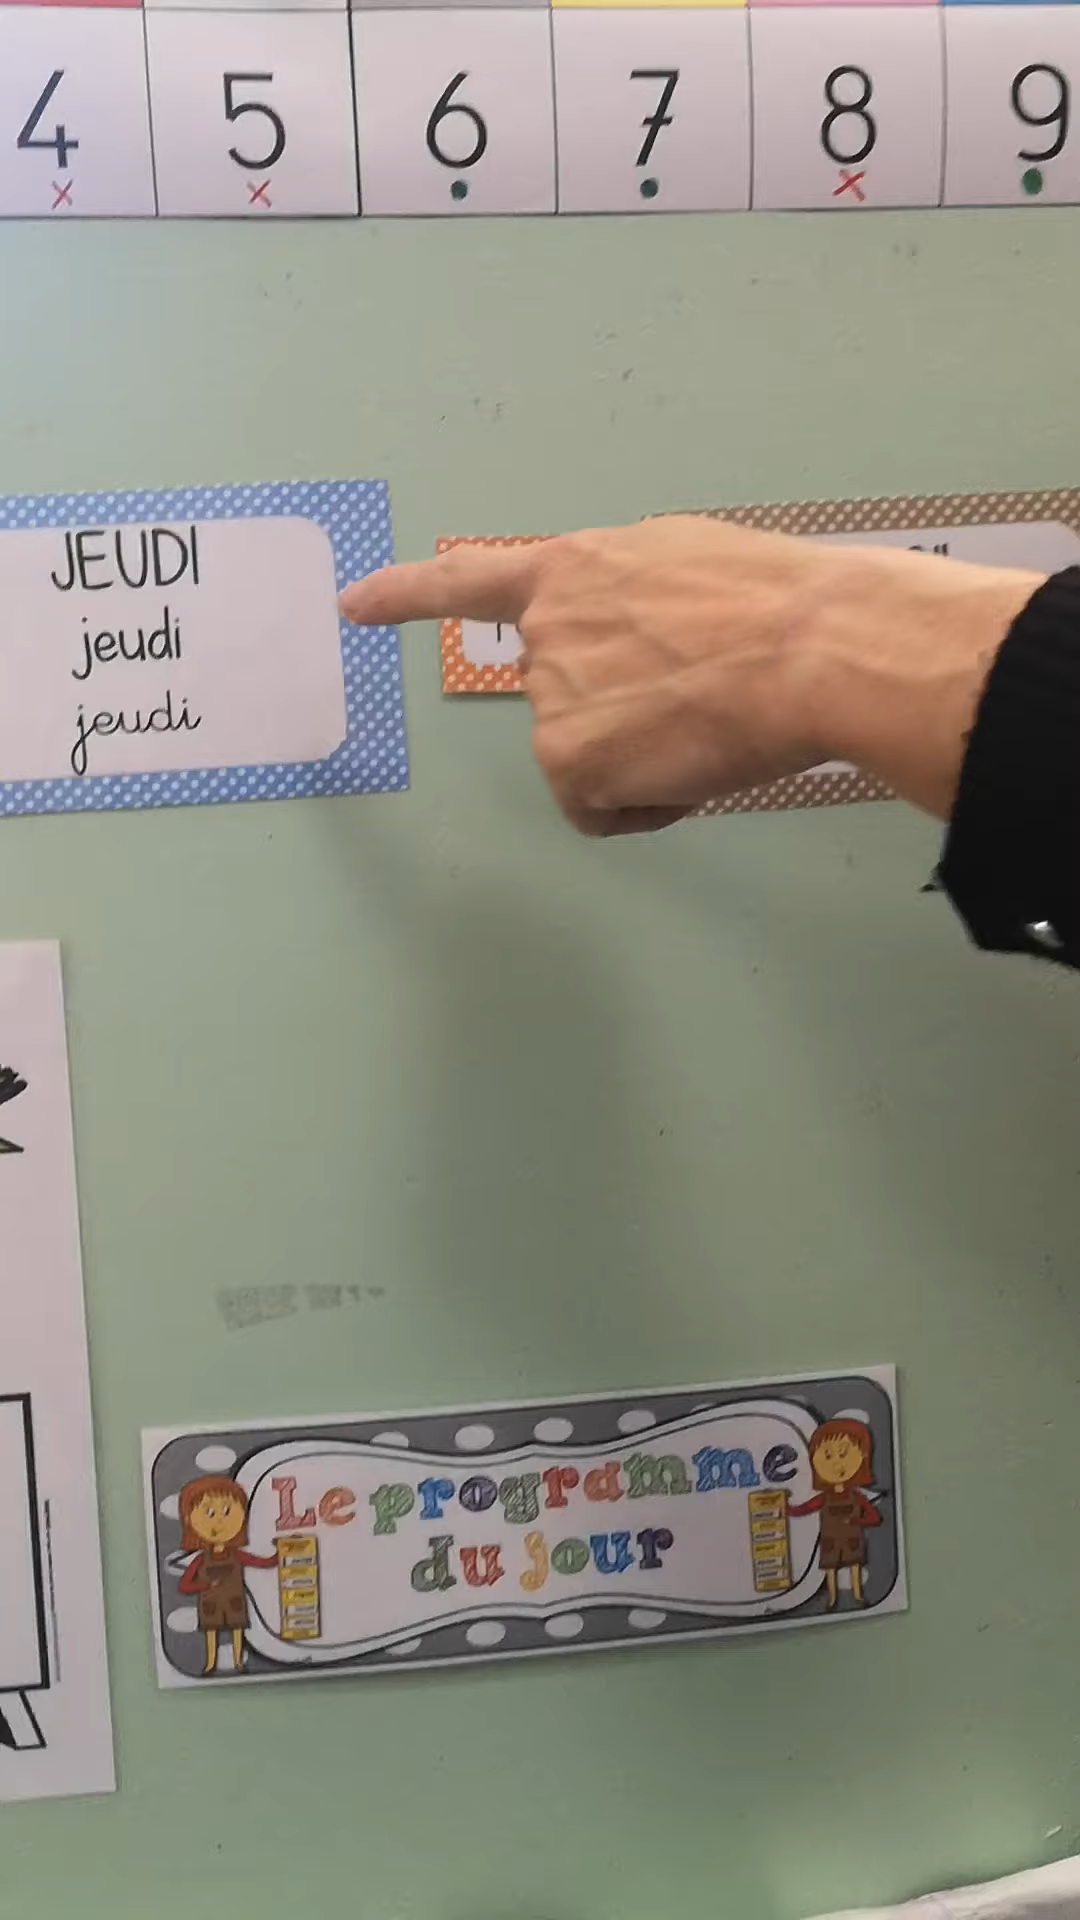 4 5 6 7 8 9
x x • • x •
JEUDI
jeudi
jeudi
Le programme
du jour